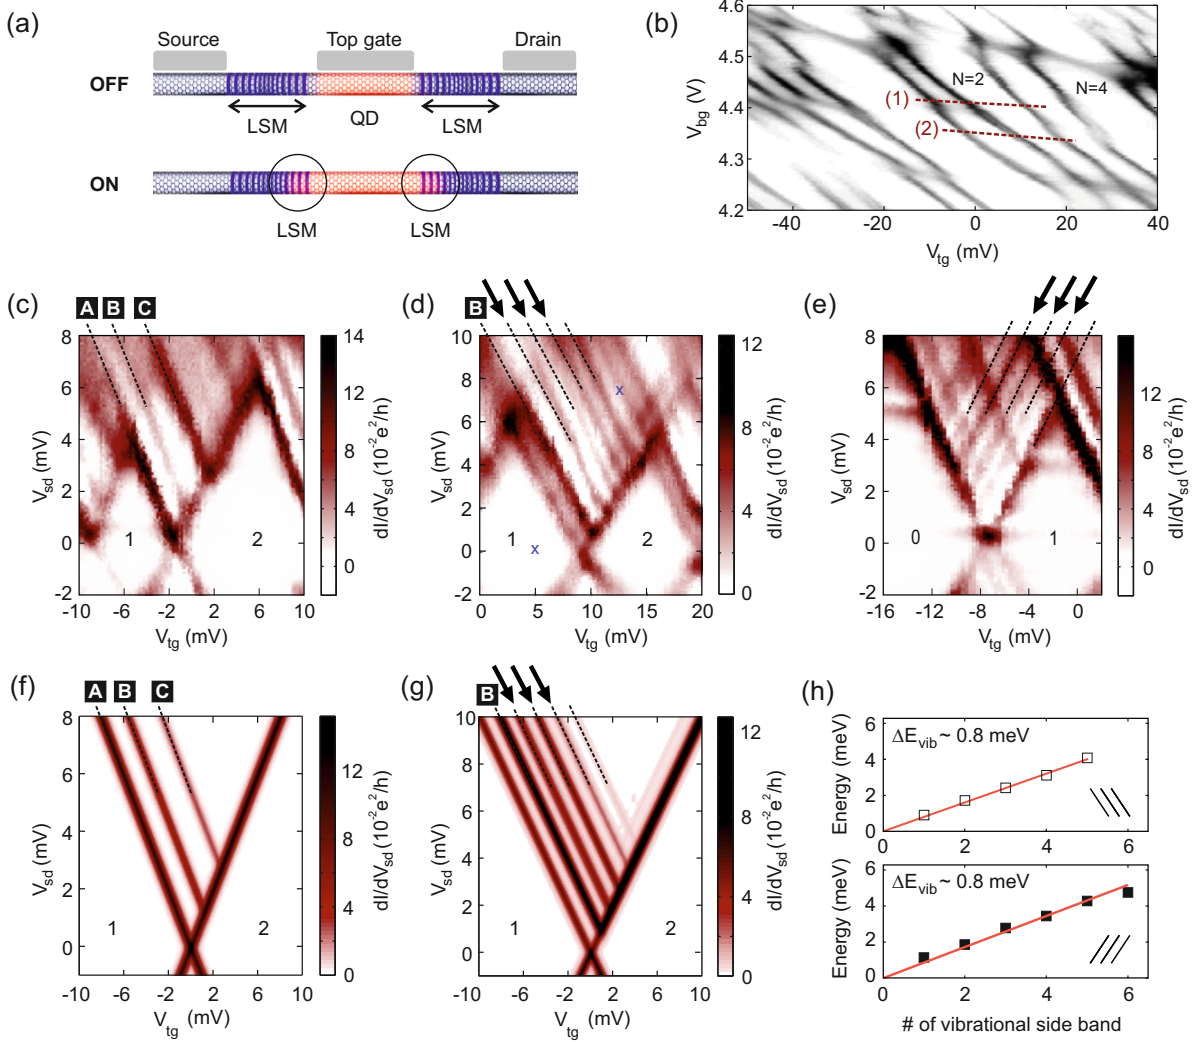 (a)
Source Top gate Drain
OFF
LSM QD LSM
ON
LSM LSM
(b)
4.6
4.5
4.4
4.3
4.2
V_bg (V)
N=2
N=4
(1)
(2)
-40 -20 0 20 40
V_tg (mV)
(c)
A B C
8
6
4
2
0
-2
V_sd (mV)
1 2
-10 -6 -2 2 6 10
V_tg (mV)
14
12
8
4
0
dI/dV_sd (10^-2 e^2/h)
(d)
B
10
8
6
4
2
0
-2
V_sd (mV)
x
x
1 2
0 5 10 15 20
V_tg (mV)
12
8
4
0
dI/dV_sd (10^-2 e^2/h)
(e)
8
6
4
2
0
-2
V_sd (mV)
0 1
-16 -12 -8 -4 0
V_tg (mV)
12
8
4
0
dI/dV_sd (10^-2 e^2/h)
(f)
A B C
8
6
4
2
0
V_sd (mV)
1 2
-10 -6 -2 2 6 10
V_tg (mV)
12
8
4
0
dI/dV_sd (10^-2 e^2/h)
(g)
B
10
8
6
4
2
0
V_sd (mV)
1 2
-10 -6 -2 2 6 10
V_tg (mV)
12
8
4
0
dI/dV_sd (10^-2 e^2/h)
(h)
6
4
2
0
Energy (meV)
ΔE_vib ~ 0.8 meV
0 2 4 6
6
4
2
0
Energy (meV)
ΔE_vib ~ 0.8 meV
0 2 4 6
# of vibrational side band